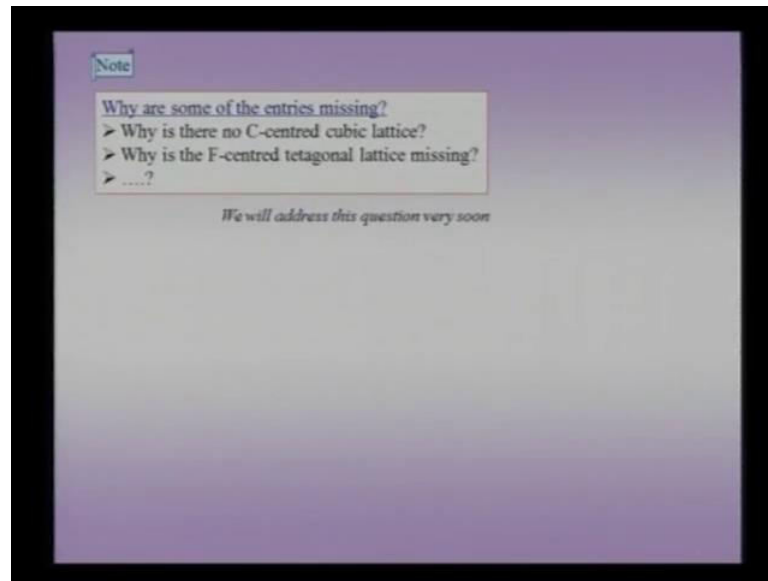 Note
Why are some of the entries missing?
➢ Why is there no C-centred cubic lattice?
➢ Why is the F-centred tetagonal lattice missing?
➢ ....?
We will address this question very soon